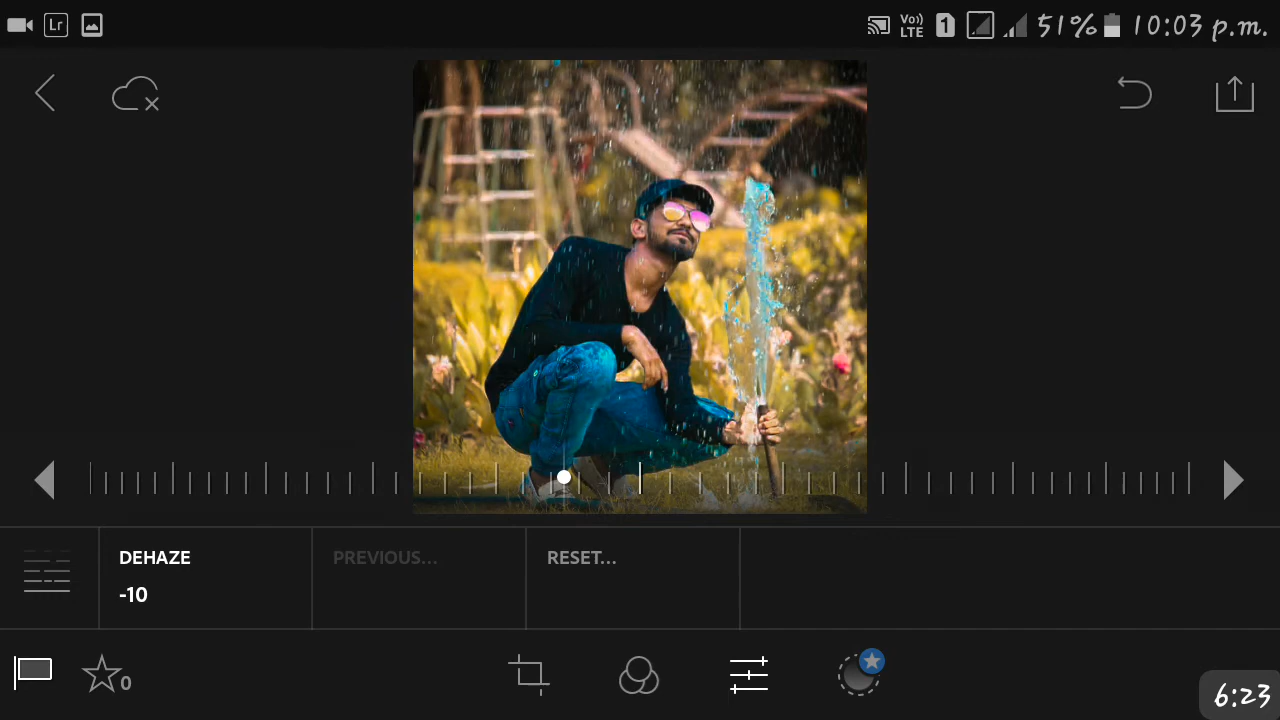 Lr Vo)) LTE 1 51% 10:03 p.m.
DEHAZE PREVIOUS... RESET...
-10
0
6:23